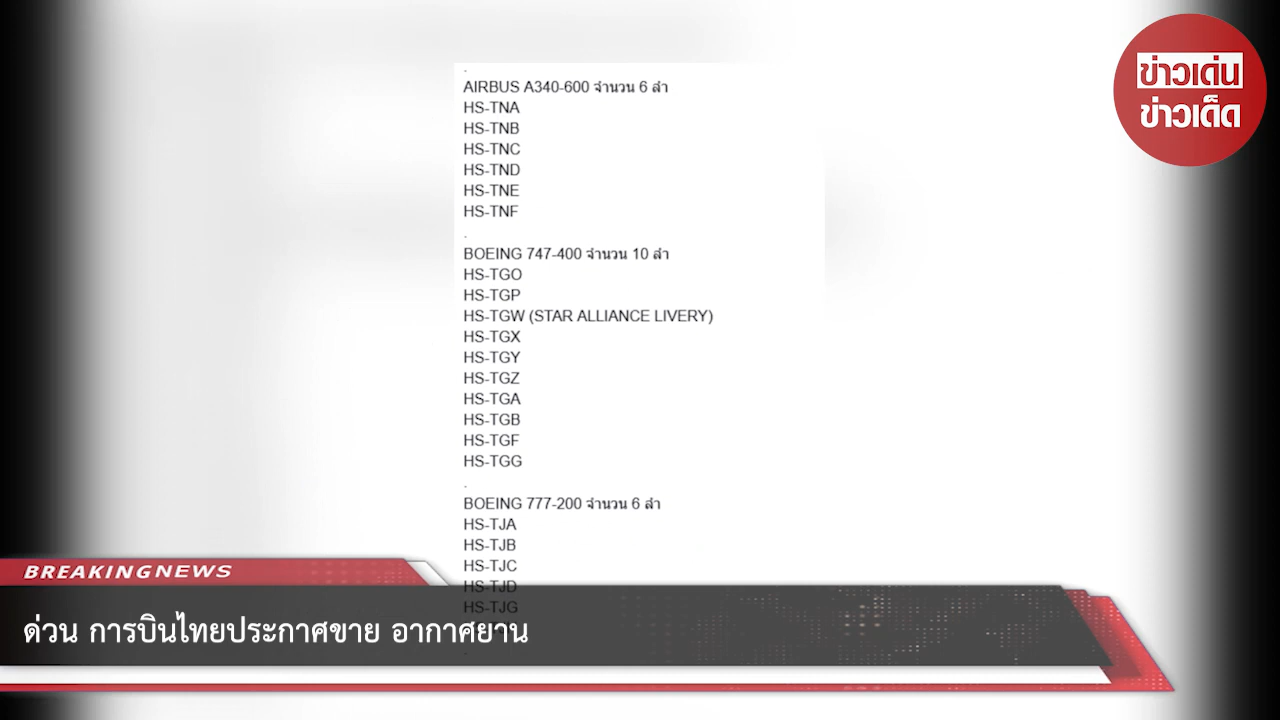 ข่าวเด่น
ข่าวเด็ด
.
AIRBUS A340-600 จำนวน 6 ลำ
HS-TNA
HS-TNB
HS-TNC
HS-TND
HS-TNE
HS-TNF
.
BOEING 747-400 จำนวน 10 ลำ
HS-TGO
HS-TGP
HS-TGW (STAR ALLIANCE LIVERY)
HS-TGX
HS-TGY
HS-TGZ
HS-TGA
HS-TGB
HS-TGF
HS-TGG
.
BOEING 777-200 จำนวน 6 ลำ
HS-TJA
HS-TJB
HS-TJC
HS-TJD
HS-TJG
BREAKINGNEWS
ด่วน การบินไทยประกาศขาย อากาศยาน